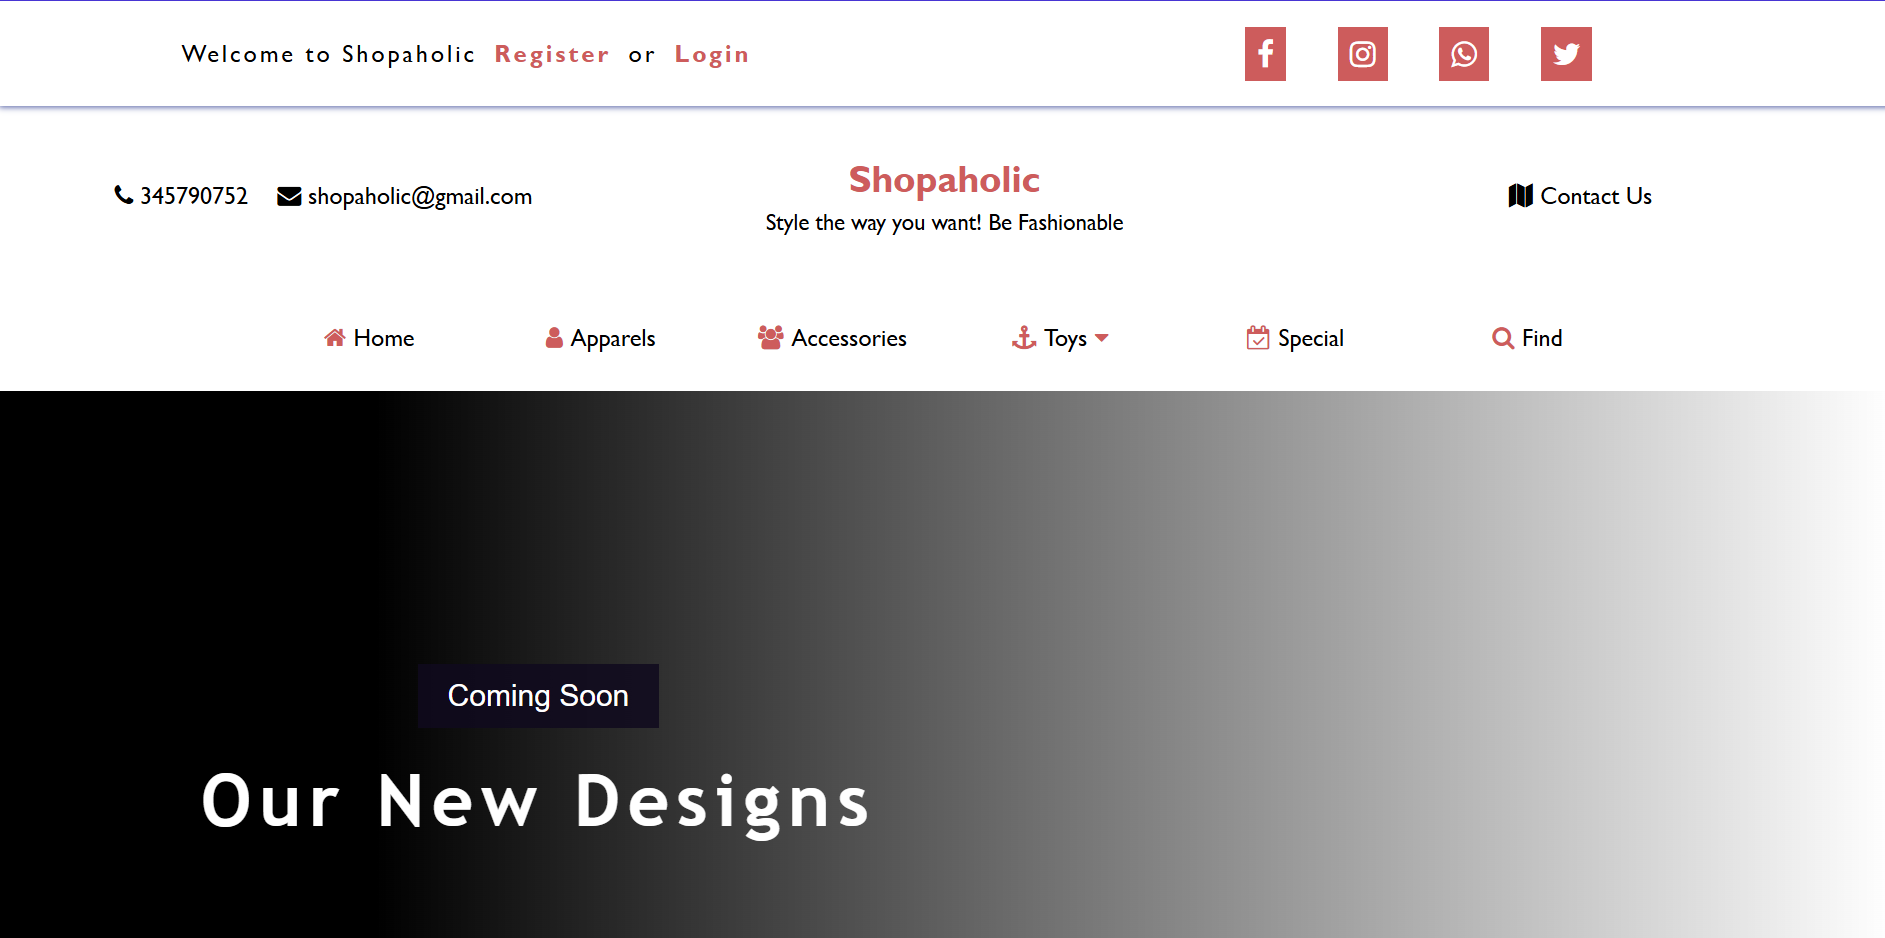 Welcome to Shopaholic Register or Login
345790752 shopaholic@gmail.com
Shopaholic
Style the way you want! Be Fashionable
Contact Us
Home Apparels Accessories Toys Special Find
Coming Soon
Our New Designs